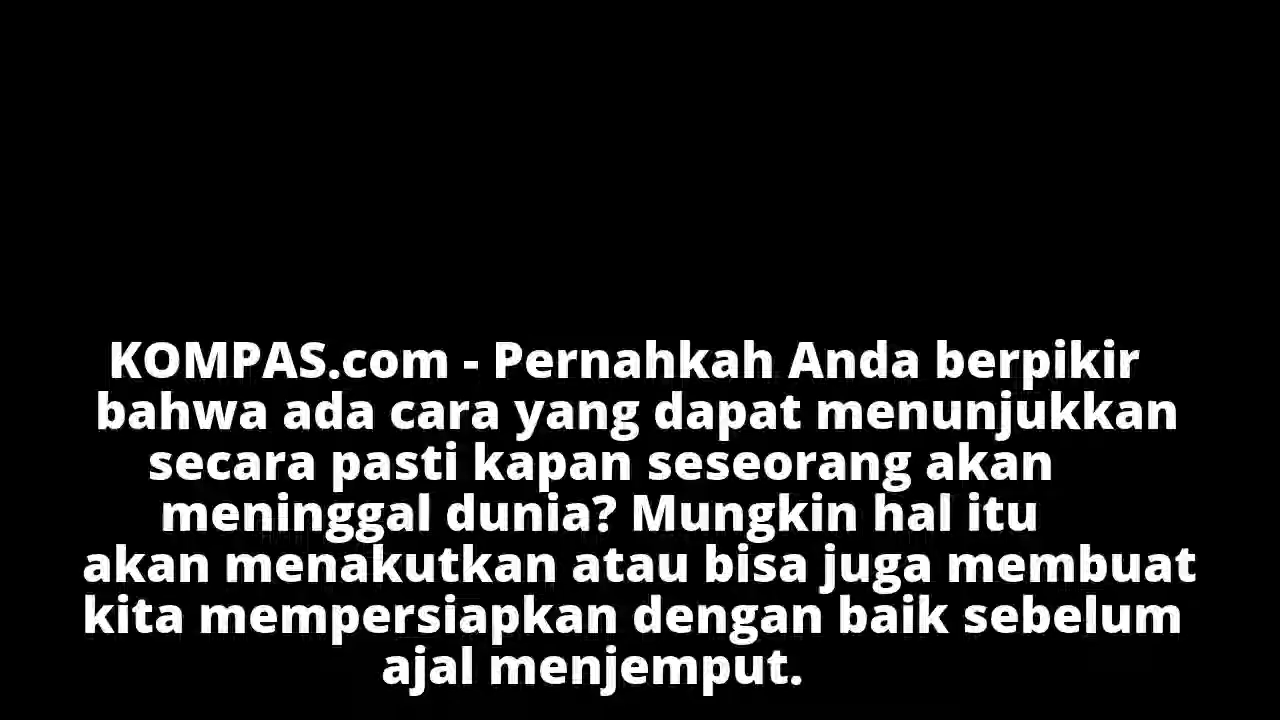 KOMPAS.com - Pernahkah Anda berpikir
bahwa ada cara yang dapat menunjukkan
secara pasti kapan seseorang akan
meninggal dunia? Mungkin hal itu
akan menakutkan atau bisa juga membuat
kita mempersiapkan dengan baik sebelum
ajal menjemput.